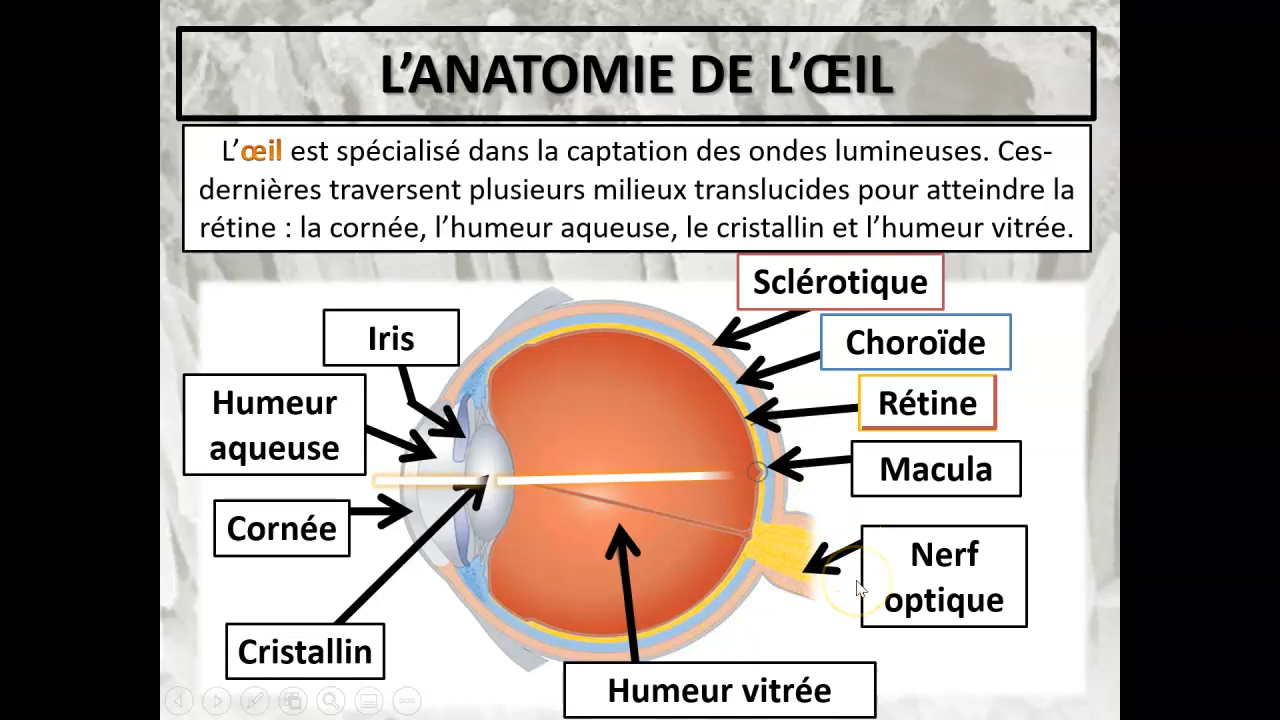 L’ANATOMIE DE L’ŒIL
L’œil est spécialisé dans la captation des ondes lumineuses. Ces-
dernières traversent plusieurs milieux translucides pour atteindre la
rétine : la cornée, l’humeur aqueuse, le cristallin et l’humeur vitrée.
Sclérotique
Iris
Choroïde
Humeur
aqueuse
Rétine
Macula
Cornée
Nerf
optique
Cristallin
Humeur vitrée